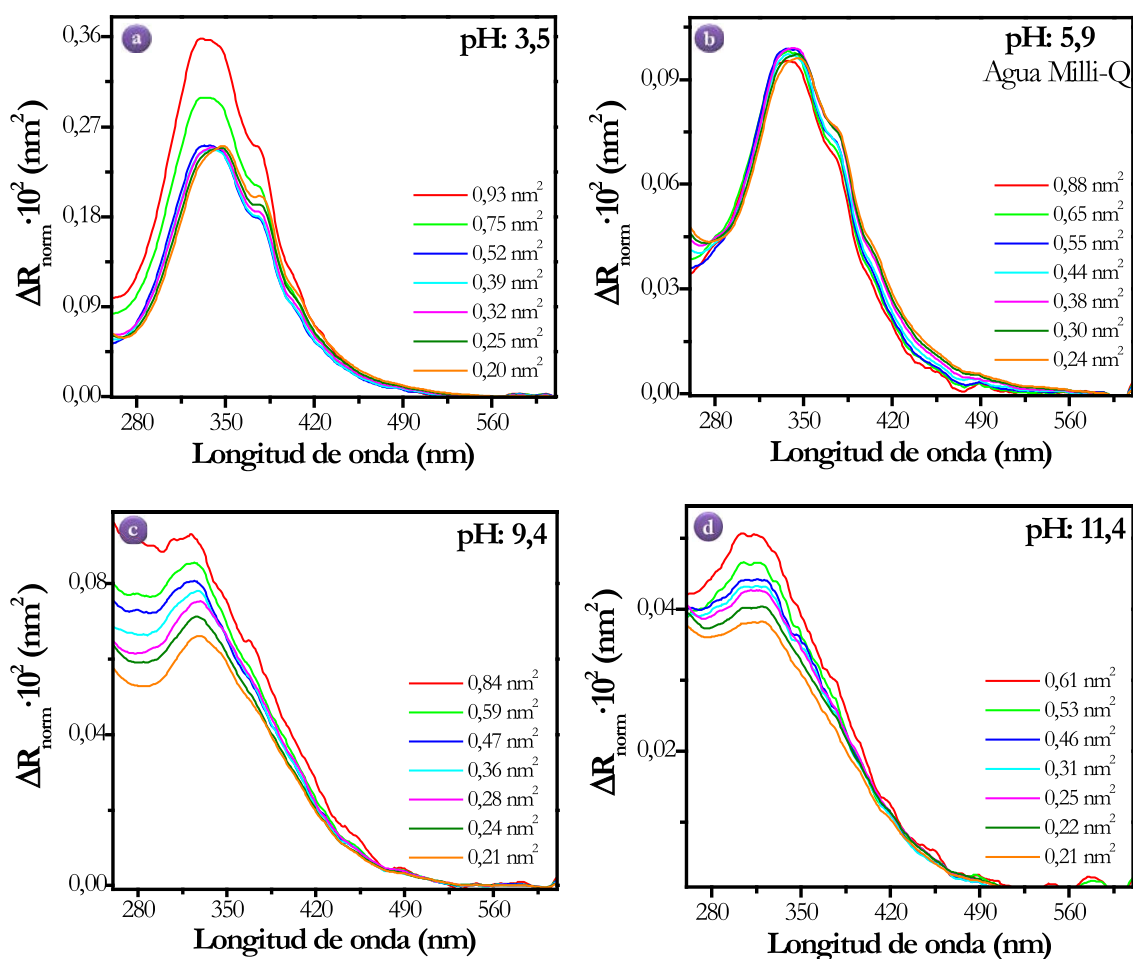 a
pH: 3,5
0,36
0,27
0,18
0,09
0,00
ΔRnorm ·10² (nm²)
0,93 nm²
0,75 nm²
0,52 nm²
0,39 nm²
0,32 nm²
0,25 nm²
0,20 nm²
280 350 420 490 560
Longitud de onda (nm)
b
pH: 5,9
Agua Milli-Q
0,09
0,06
0,03
0,00
ΔRnorm ·10² (nm²)
0,88 nm²
0,65 nm²
0,55 nm²
0,44 nm²
0,38 nm²
0,30 nm²
0,24 nm²
280 350 420 490 560
Longitud de onda (nm)
c
pH: 9,4
0,08
0,04
0,00
ΔRnorm ·10² (nm²)
0,84 nm²
0,59 nm²
0,47 nm²
0,36 nm²
0,28 nm²
0,24 nm²
0,21 nm²
280 350 420 490 560
Longitud de onda (nm)
d
pH: 11,4
0,04
0,02
ΔRnorm ·10² (nm²)
0,61 nm²
0,53 nm²
0,46 nm²
0,31 nm²
0,25 nm²
0,22 nm²
0,21 nm²
280 350 420 490 560
Longitud de onda (nm)